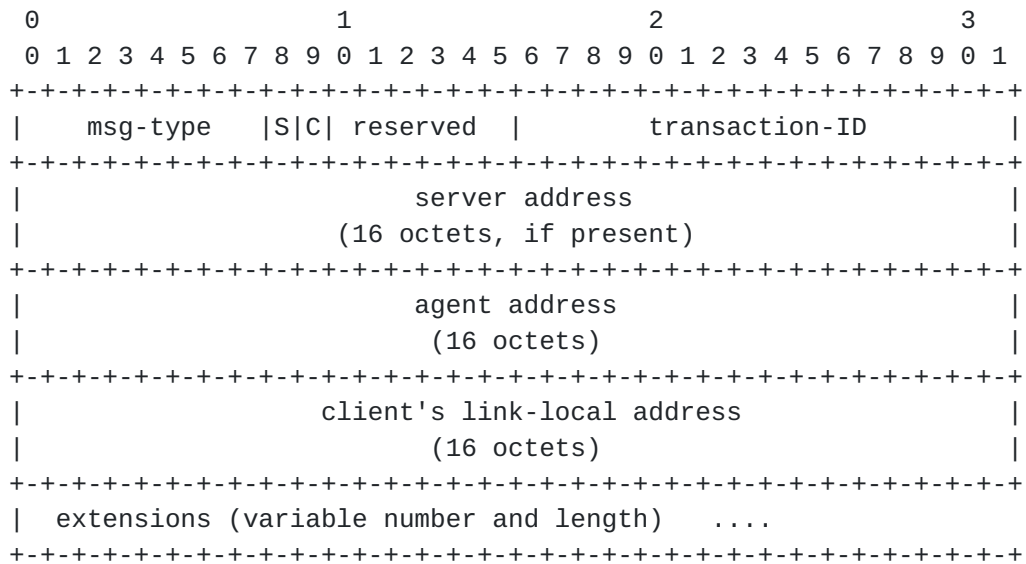 0                   1                   2                   3
 0 1 2 3 4 5 6 7 8 9 0 1 2 3 4 5 6 7 8 9 0 1 2 3 4 5 6 7 8 9 0 1
+-+-+-+-+-+-+-+-+-+-+-+-+-+-+-+-+-+-+-+-+-+-+-+-+-+-+-+-+-+-+-+-+
|    msg-type   |S|C| reserved  |        transaction-ID         |
+-+-+-+-+-+-+-+-+-+-+-+-+-+-+-+-+-+-+-+-+-+-+-+-+-+-+-+-+-+-+-+-+
|                         server address                        |
|                    (16 octets, if present)                    |
+-+-+-+-+-+-+-+-+-+-+-+-+-+-+-+-+-+-+-+-+-+-+-+-+-+-+-+-+-+-+-+-+
|                         agent address                         |
|                          (16 octets)                          |
+-+-+-+-+-+-+-+-+-+-+-+-+-+-+-+-+-+-+-+-+-+-+-+-+-+-+-+-+-+-+-+-+
|                   client's link-local address                 |
|                          (16 octets)                          |
+-+-+-+-+-+-+-+-+-+-+-+-+-+-+-+-+-+-+-+-+-+-+-+-+-+-+-+-+-+-+-+-+
|  extensions (variable number and length)   ....
+-+-+-+-+-+-+-+-+-+-+-+-+-+-+-+-+-+-+-+-+-+-+-+-+-+-+-+-+-+-+-+-+